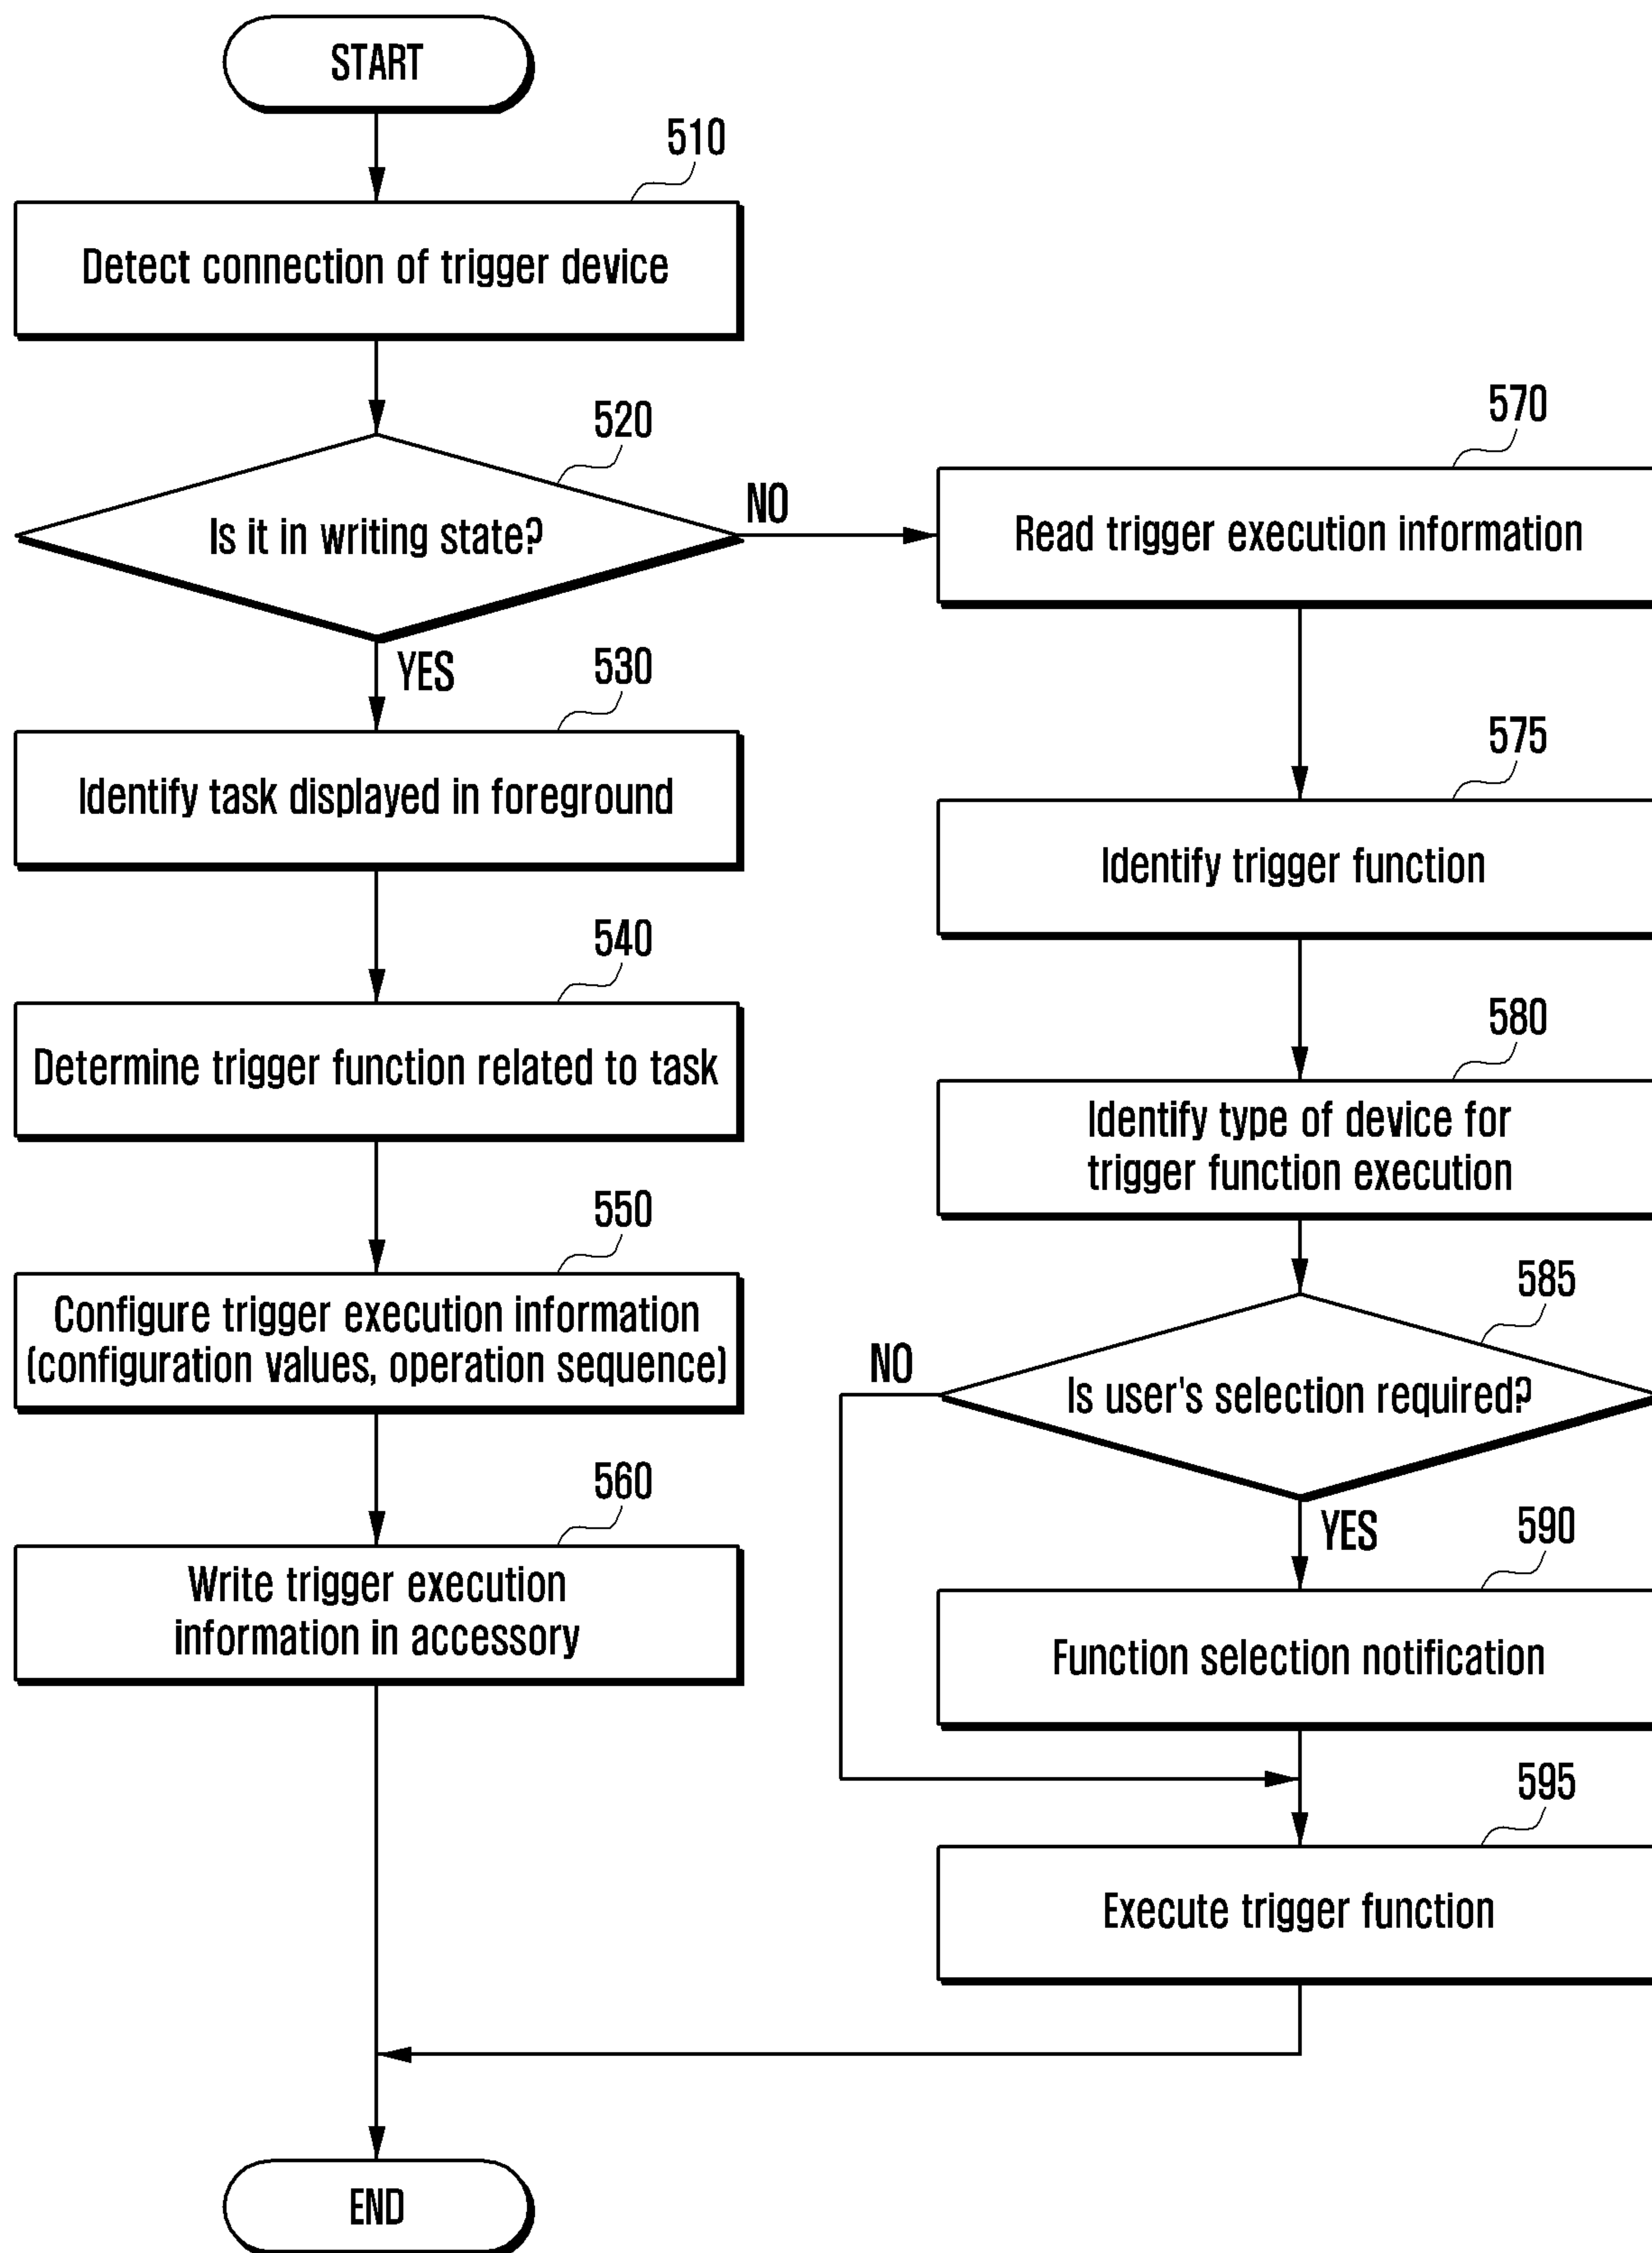 START
510
Detect connection of trigger device
520
Is it in writing state?
NO
YES
530
Identify task displayed in foreground
540
Determine trigger function related to task
550
Configure trigger execution information
(configuration values, operation sequence)
560
Write trigger execution
information in accessory
570
Read trigger execution information
575
Identify trigger function
580
Identify type of device for
trigger function execution
585
Is user's selection required?
NO
YES
590
Function selection notification
595
Execute trigger function
END